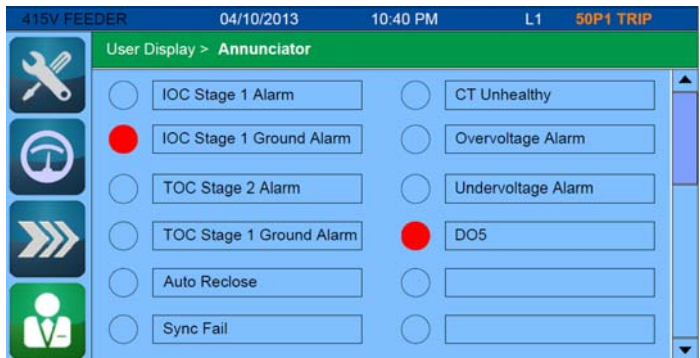 415V FEEDER 04/10/2013 10:40 PM L1 50P1 TRIP
User Display > Annunciator
IOC Stage 1 Alarm
IOC Stage 1 Ground Alarm
TOC Stage 2 Alarm
TOC Stage 1 Ground Alarm
Auto Reclose
Sync Fail
CT Unhealthy
Overvoltage Alarm
Undervoltage Alarm
DO5